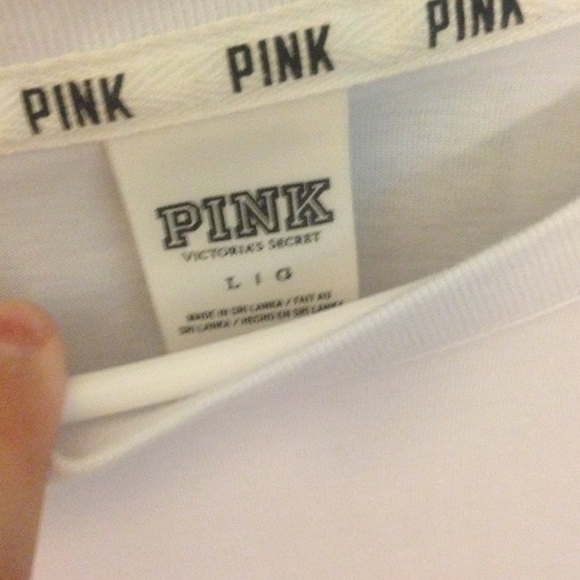 PINK PINK PINK
PINK
VICTORIA'S SECRET
L | G
MADE IN SRI LANKA / FAIT AU
SRI LANKA / HECHO EN SRI LANKA